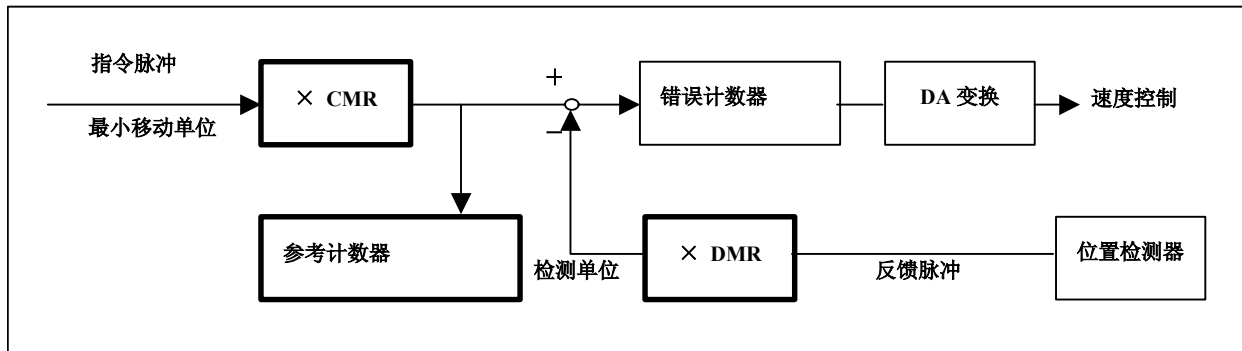 指令脉冲
最小移动单位
× CMR
+
−
错误计数器
DA 变换
速度控制
参考计数器
检测单位
× DMR
反馈脉冲
位置检测器